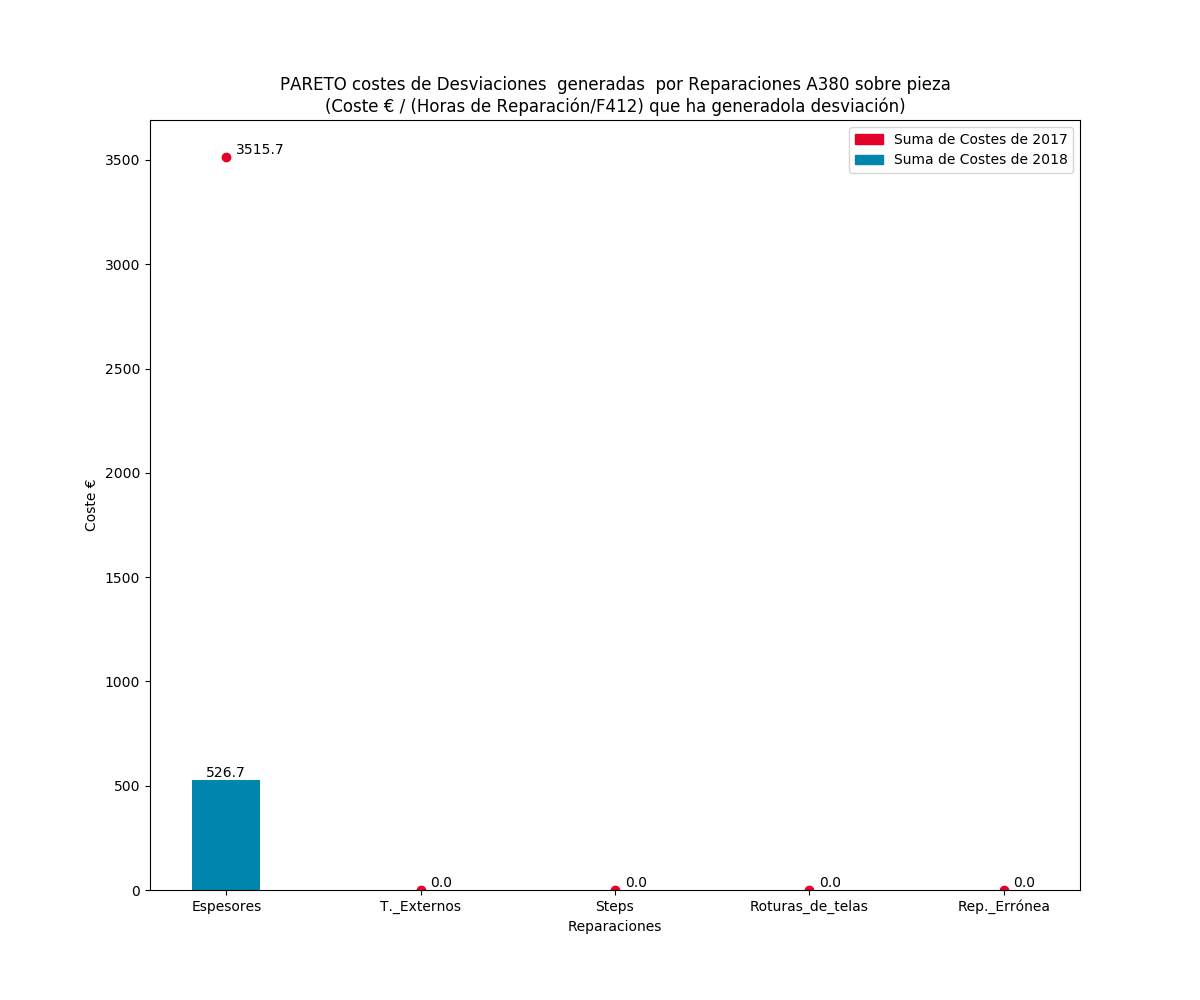 PARETO costes de Desviaciones  generadas  por Reparaciones A380 sobre pieza
(Coste € / (Horas de Reparación/F412) que ha generadola desviación)
Suma de Costes de 2017
Suma de Costes de 2018
3515.7
3500
3000
2500
2000
1500
1000
500
0
Coste €
526.7
0.0
0.0
0.0
0.0
Espesores
T._Externos
Steps
Roturas_de_telas
Rep._Errónea
Reparaciones